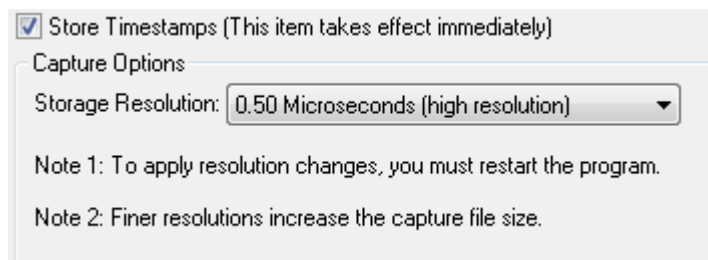 Store Timestamps (This item takes effect immediately)
Capture Options
Storage Resolution: 0.50 Microseconds (high resolution)
Note 1: To apply resolution changes, you must restart the program.
Note 2: Finer resolutions increase the capture file size.